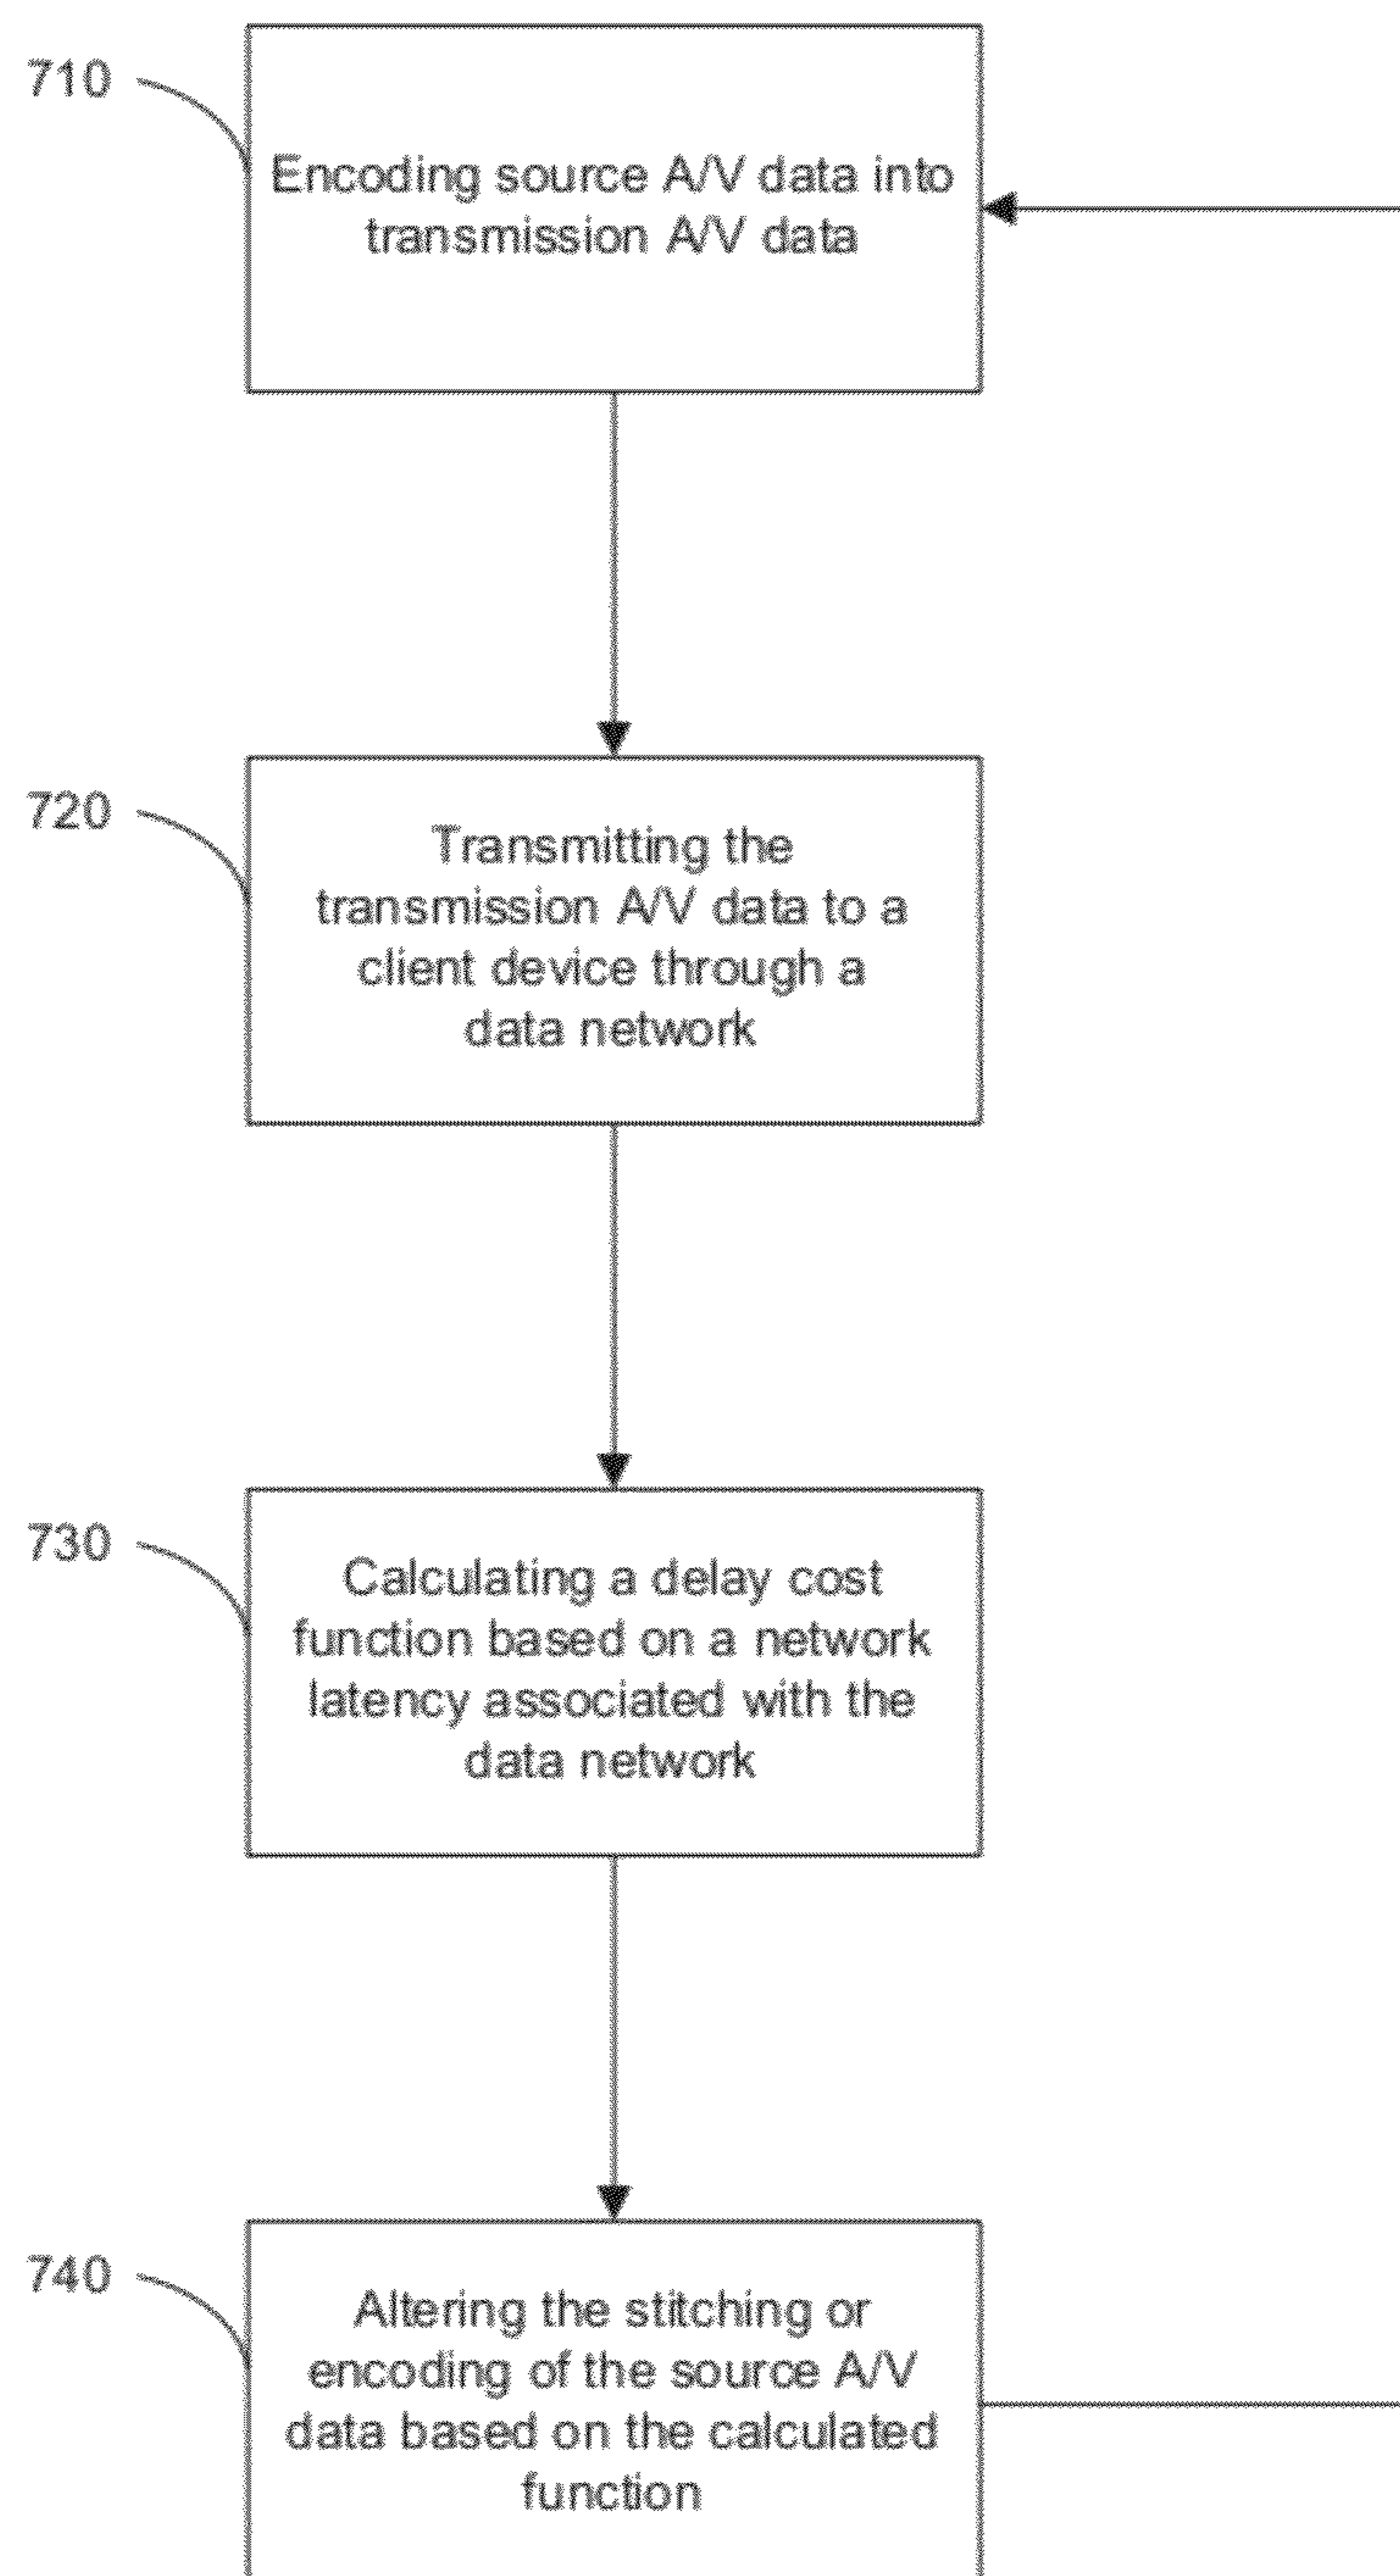 710
Encoding source A/V data into
transmission A/V data
720
Transmitting the
transmission A/V data to a
client device through a
data network
730
Calculating a delay cost
function based on a network
latency associated with the
data network
740
Altering the stitching or
encoding of the source A/V
data based on the calculated
function